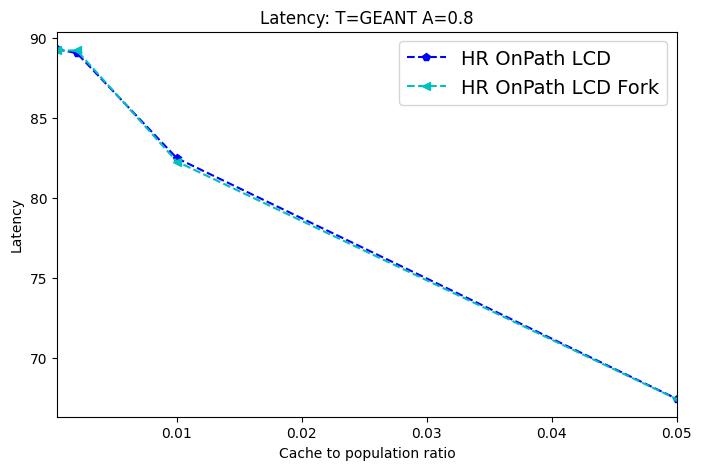 Latency: T=GEANT A=0.8
HR OnPath LCD
HR OnPath LCD Fork
90
85
80
75
70
Latency
0.01 0.02 0.03 0.04 0.05
Cache to population ratio